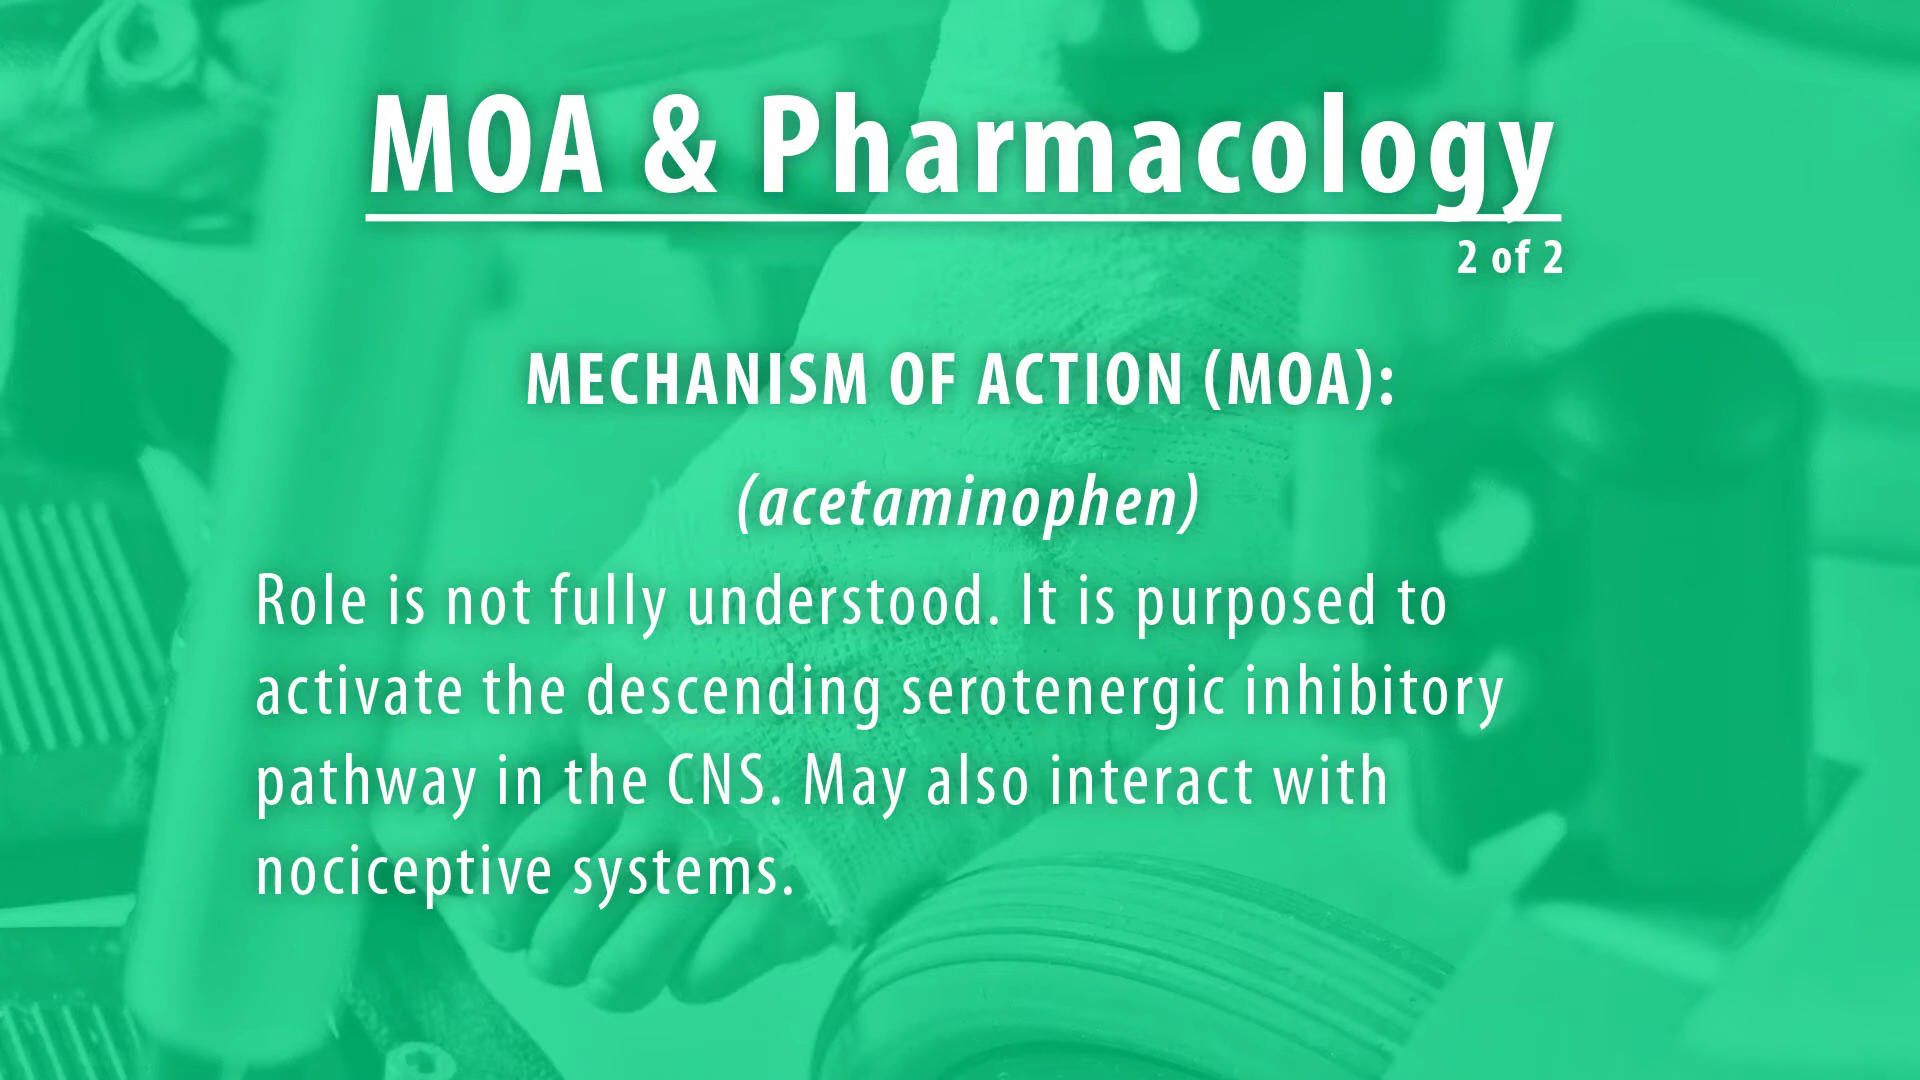 MOA & Pharmacology
2 of 2
MECHANISM OF ACTION (MOA):
(acetaminophen)
Role is not fully understood. It is purposed to
activate the descending serotenergic inhibitory
pathway in the CNS. May also interact with
nociceptive systems.